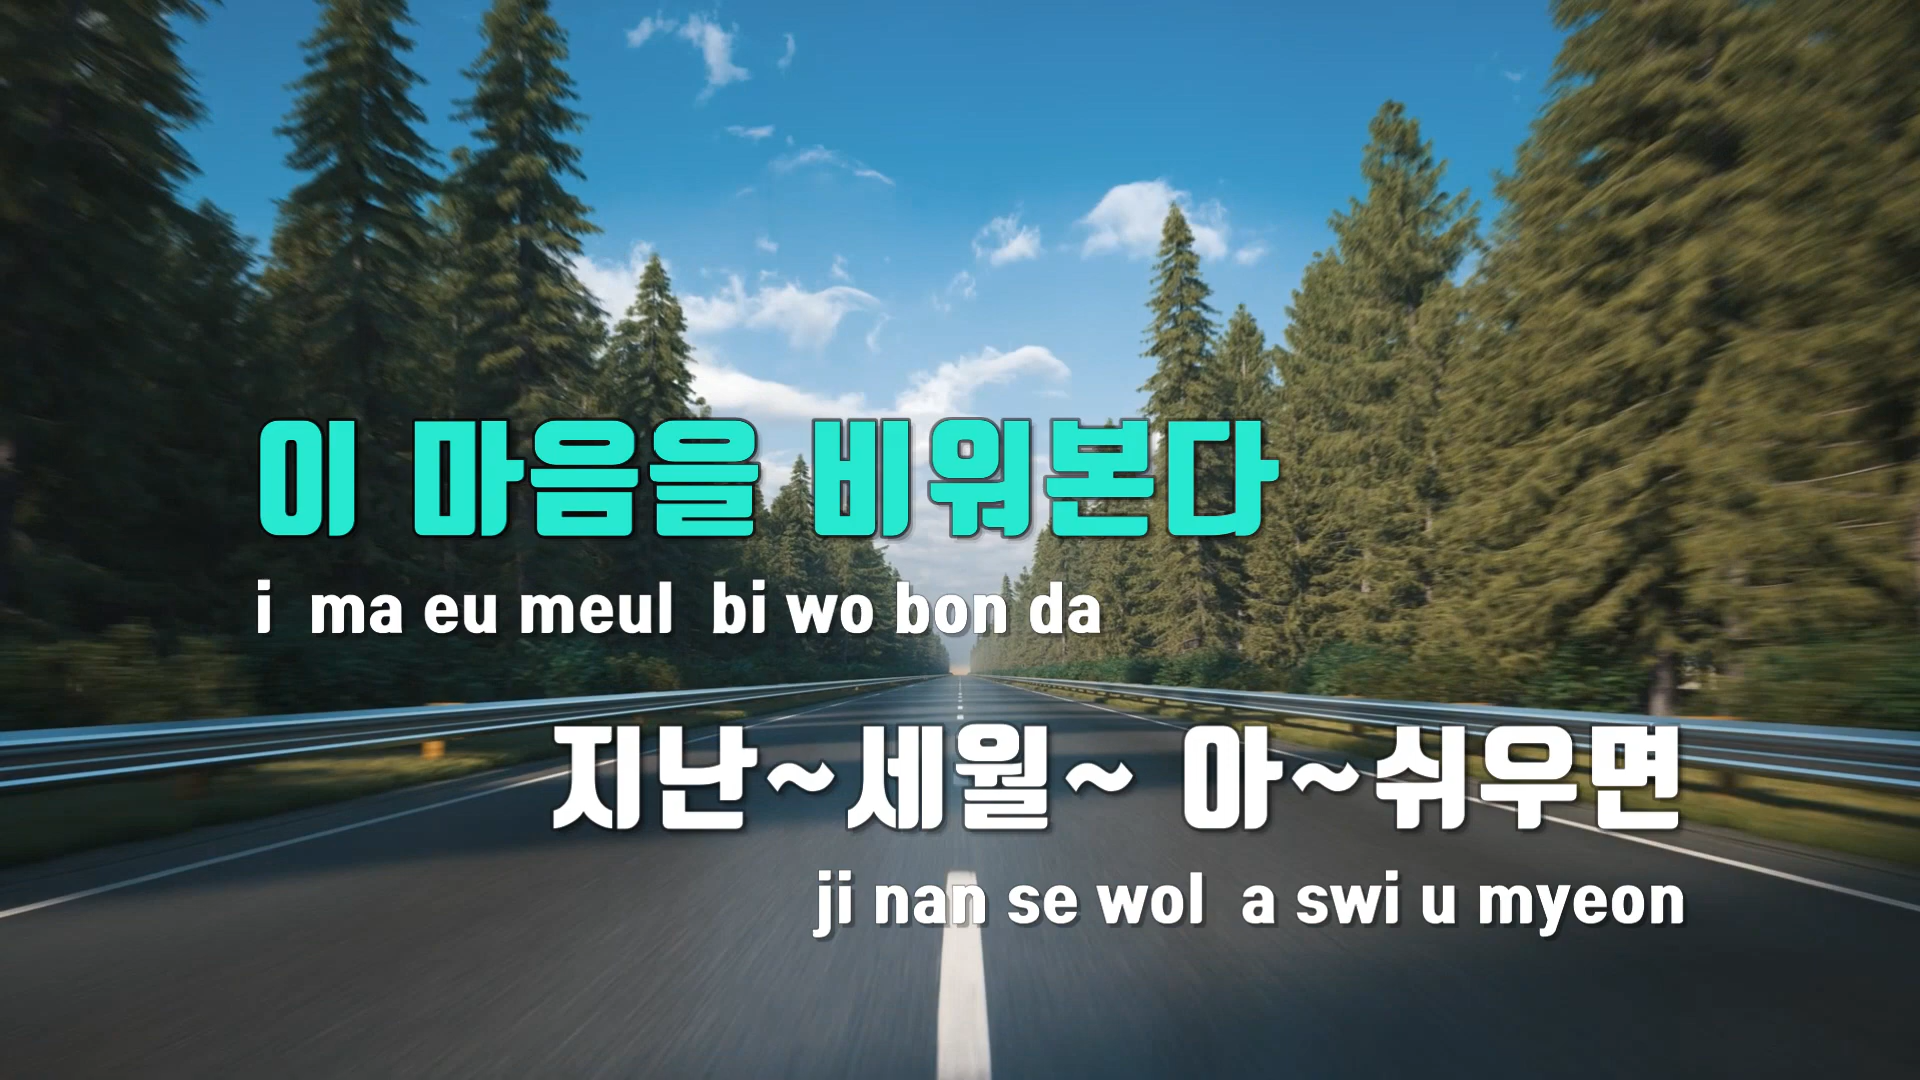 이 마음을 비워본다
i ma eu meul bi wo bon da
지난~세월~ 아~쉬우면
ji nan se wol a swi u myeon